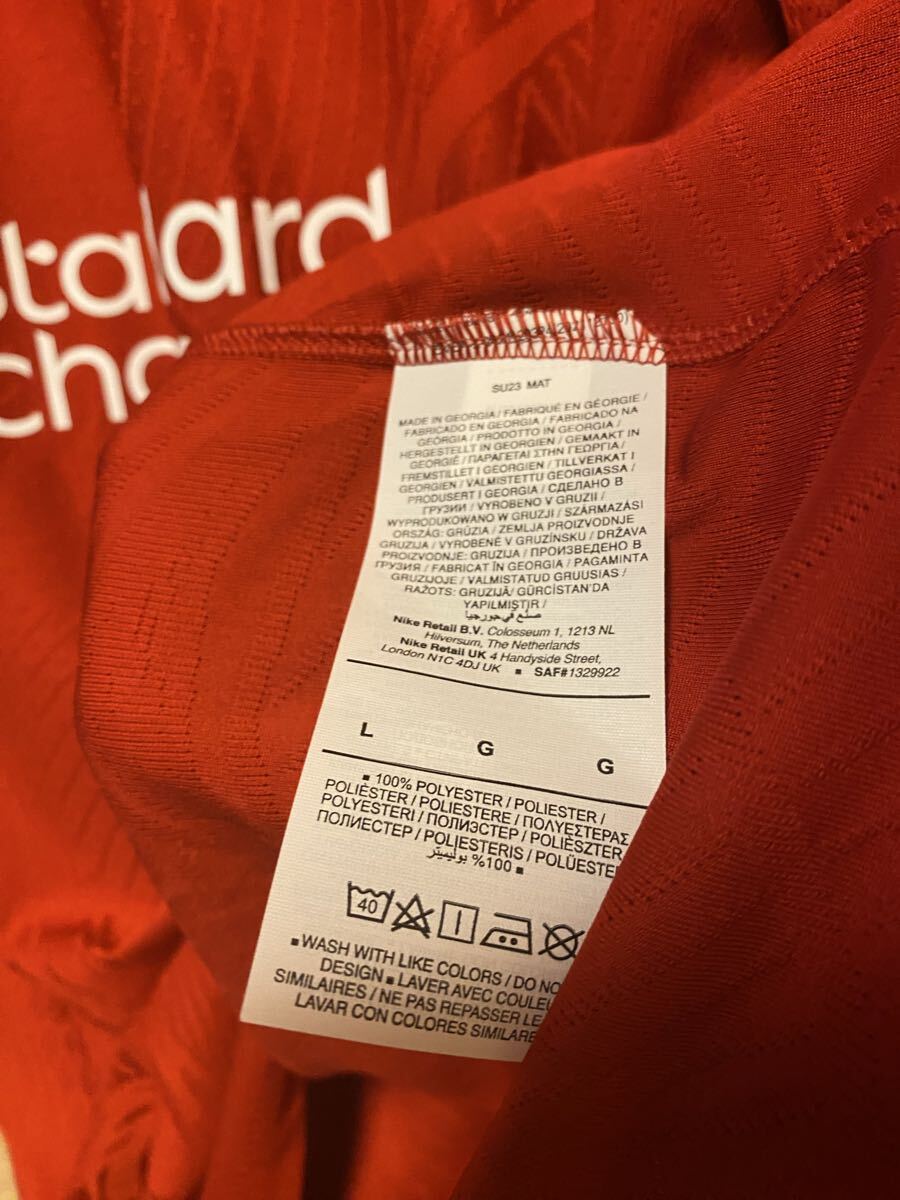 standard
cha
SU23 MAT
MADE IN GEORGIA / FABRIQUÉ EN GÉORGIE /
FABRICADO EN GEORGIA / FABRICADO NA
GEÓRGIA / PRODOTTO IN GEORGIA /
HERGESTELLT IN GEORGIEN / GEMAAKT IN
GEORGIË / ΠΑΡΑΓΕΤΑΙ ΣΤΗΝ ΓΕΩΡΓΙΑ /
FREMSTILLET I GEORGIEN / TILLVERKAT I
GEORGIEN / VALMISTETTU GEORGIASSA /
PRODUSERT I GEORGIA / СДЕЛАНО В
ГРУЗИИ / VYROBENO V GRUZII /
WYPRODUKOWANO W GRUZJI / SZÁRMAZÁSI
ORSZÁG: GRÚZIA / ZEMLJA PROIZVODNJE
GRUZIJA / VYROBENÉ V GRUZÍNSKU / DRŽAVA
PROIZVODNJE: GRUZIJA / ПРОИЗВЕДЕНО В
ГРУЗИЯ / FABRICAT ÎN GEORGIA / PAGAMINTA
GRUZIJOJE / VALMISTATUD GRUUSIAS /
RAŽOTS: GRUZIJĀ / GÜRCİSTAN'DA
YAPILMIŞTIR /
صنع في جورجيا
Nike Retail B.V. Colosseum 1, 1213 NL
Hilversum, The Netherlands
Nike Retail UK 4 Handyside Street,
London N1C 4DJ UK ■ SAF#1329922
L G G
■ 100% POLYESTER / POLIESTER /
POLIÉSTER / POLIESTERE / ΠΟΛΥΕΣΤΕΡΑΣ
POLYESTERI / ПОЛИЭСТЕР / POLIÉSZTER
ПОЛИЕСТЕР / POLIESTERIS / POLÜESTE
100% بوليستر ■
40
■ WASH WITH LIKE COLORS / DO NO
DESIGN ■ LAVER AVEC COULEU
SIMILAIRES / NE PAS REPASSER LE
LAVAR CON COLORES SIMILARE